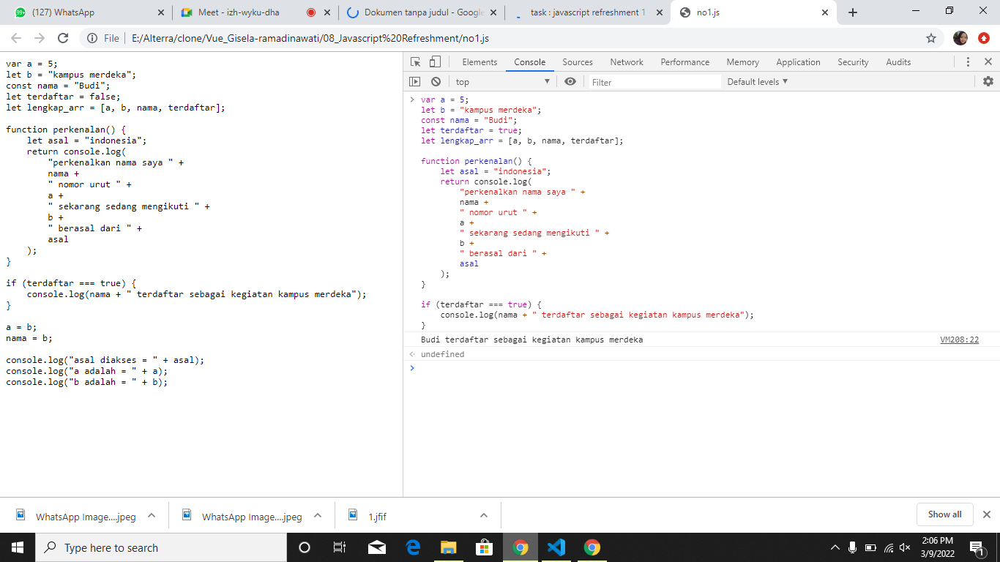 (127) WhatsApp
Meet - izh-wyku-dha
Dokumen tanpa judul - Google
task : javascript refreshment 1
no1.js
File
E:/Alterra/clone/Vue_Gisela-ramadinawati/08_Javascript%20Refreshment/no1.js
var a = 5;
let b = "kampus merdeka";
const nama = "Budi";
let terdaftar = false;
let lengkap_arr = [a, b, nama, terdaftar];
function perkenalan() {
    let asal = "indonesia";
    return console.log(
        "perkenalkan nama saya " +
        nama +
        " nomor urut " +
        a +
        " sekarang sedang mengikuti " +
        b +
        " berasal dari " +
        asal
    );
}
if (terdaftar === true) {
    console.log(nama + " terdaftar sebagai kegiatan kampus merdeka");
}
a = b;
nama = b;
console.log("asal diakses = " + asal);
console.log("a adalah = " + a);
console.log("b adalah = " + b);
Elements Console Sources Network Performance Memory Application Security Audits
top Filter Default levels ▼
> var a = 5;
let b = "kampus merdeka";
const nama = "Budi";
let terdaftar = true;
let lengkap_arr = [a, b, nama, terdaftar];
function perkenalan() {
    let asal = "indonesia";
    return console.log(
        "perkenalkan nama saya " +
        nama +
        " nomor urut " +
        a +
        " sekarang sedang mengikuti " +
        b +
        " berasal dari " +
        asal
    );
}
if (terdaftar === true) {
    console.log(nama + " terdaftar sebagai kegiatan kampus merdeka");
}
Budi terdaftar sebagai kegiatan kampus merdeka VM208:22
undefined
>
WhatsApp Image....jpeg
WhatsApp Image....jpeg
1.jfif
Show all
Type here to search
2:06 PM
3/9/2022
1